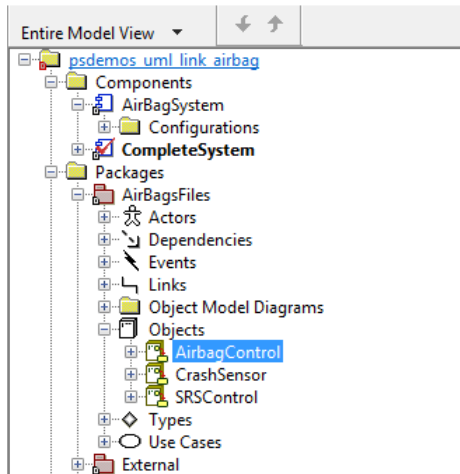 Entire Model View
psdemos_uml_link_airbag
Components
AirBagSystem
Configurations
CompleteSystem
Packages
AirBagsFiles
Actors
Dependencies
Events
Links
Object Model Diagrams
Objects
AirbagControl
CrashSensor
SRSControl
Types
Use Cases
External